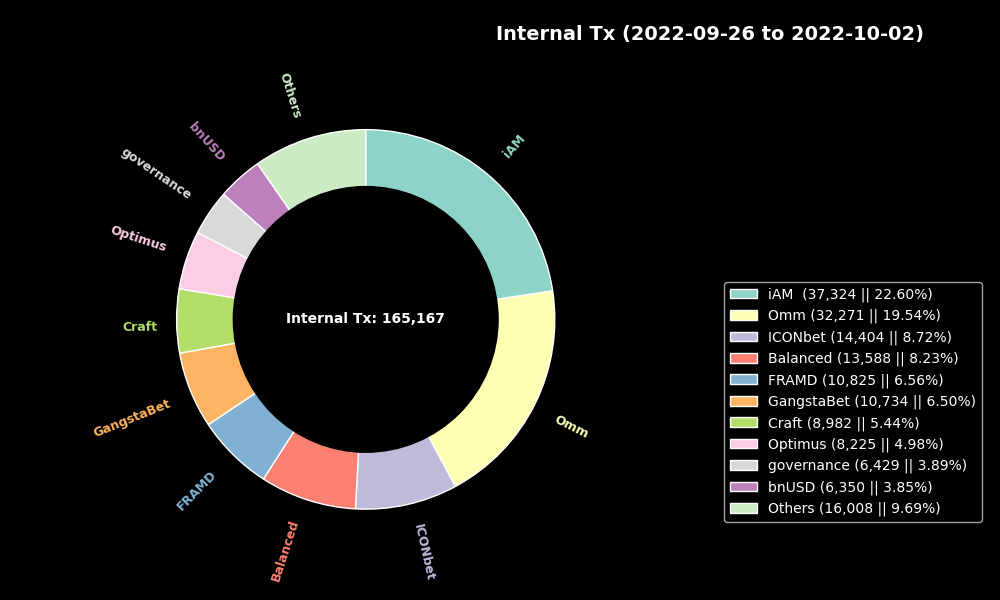 Internal Tx (2022-09-26 to 2022-10-02)
Others
iAM
bnUSD
governance
Optimus
Craft
Internal Tx: 165,167
GangstaBet
Omm
FRAMD
Balanced
ICONbet
iAM  (37,324 || 22.60%)
Omm (32,271 || 19.54%)
ICONbet (14,404 || 8.72%)
Balanced (13,588 || 8.23%)
FRAMD (10,825 || 6.56%)
GangstaBet (10,734 || 6.50%)
Craft (8,982 || 5.44%)
Optimus (8,225 || 4.98%)
governance (6,429 || 3.89%)
bnUSD (6,350 || 3.85%)
Others (16,008 || 9.69%)